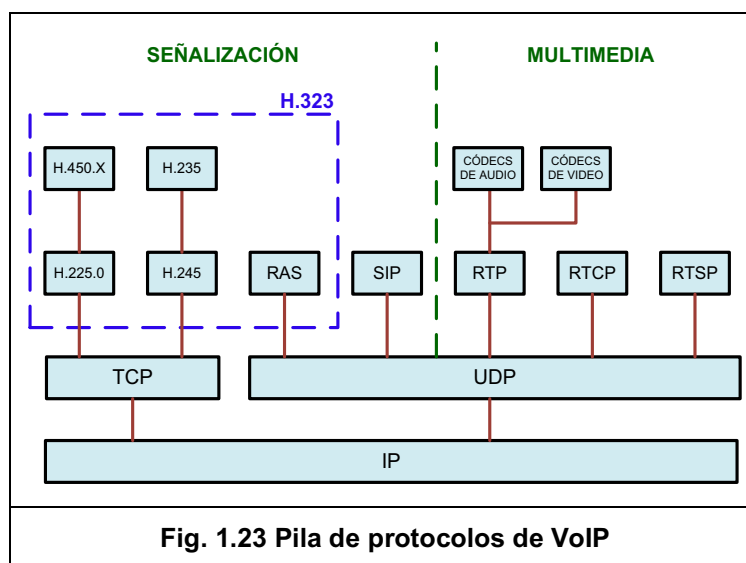 SEÑALIZACIÓN
MULTIMEDIA
H.323
H.450.X
H.235
CÓDECS
DE AUDIO
CÓDECS
DE VIDEO
H.225.0
H.245
RAS
SIP
RTP
RTCP
RTSP
TCP
UDP
IP
Fig. 1.23 Pila de protocolos de VoIP